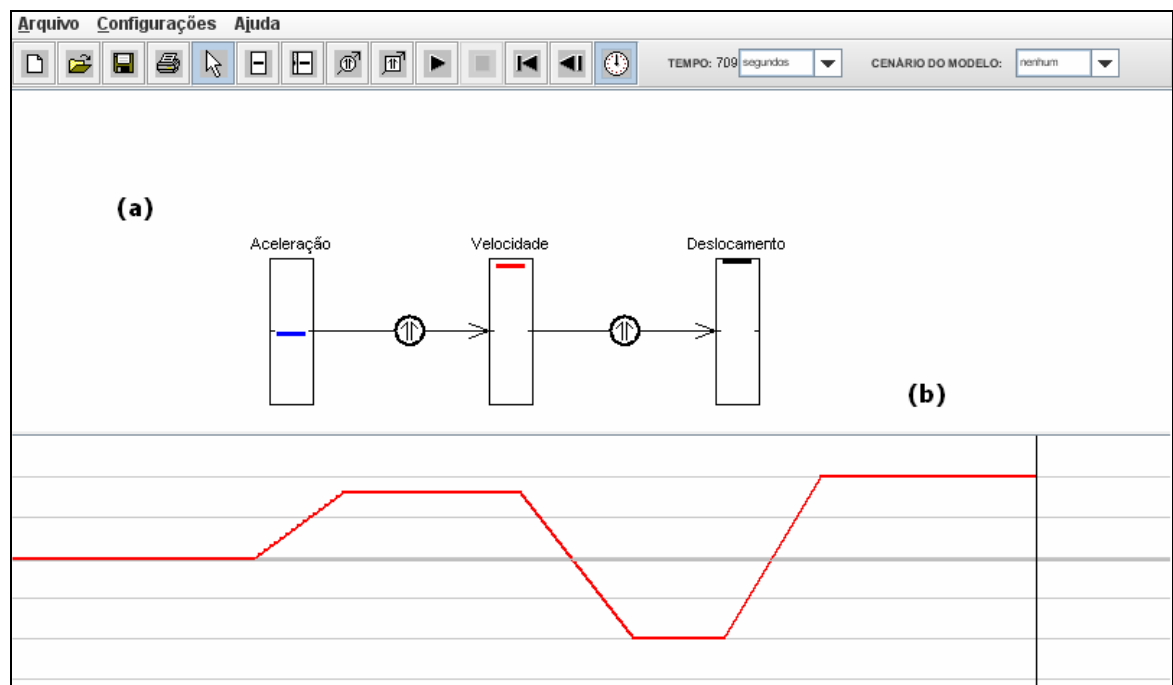 Arquivo Configurações Ajuda
TEMPO: 709 segundos CENÁRIO DO MODELO: nenhum
(a)
Aceleração Velocidade Deslocamento
(b)